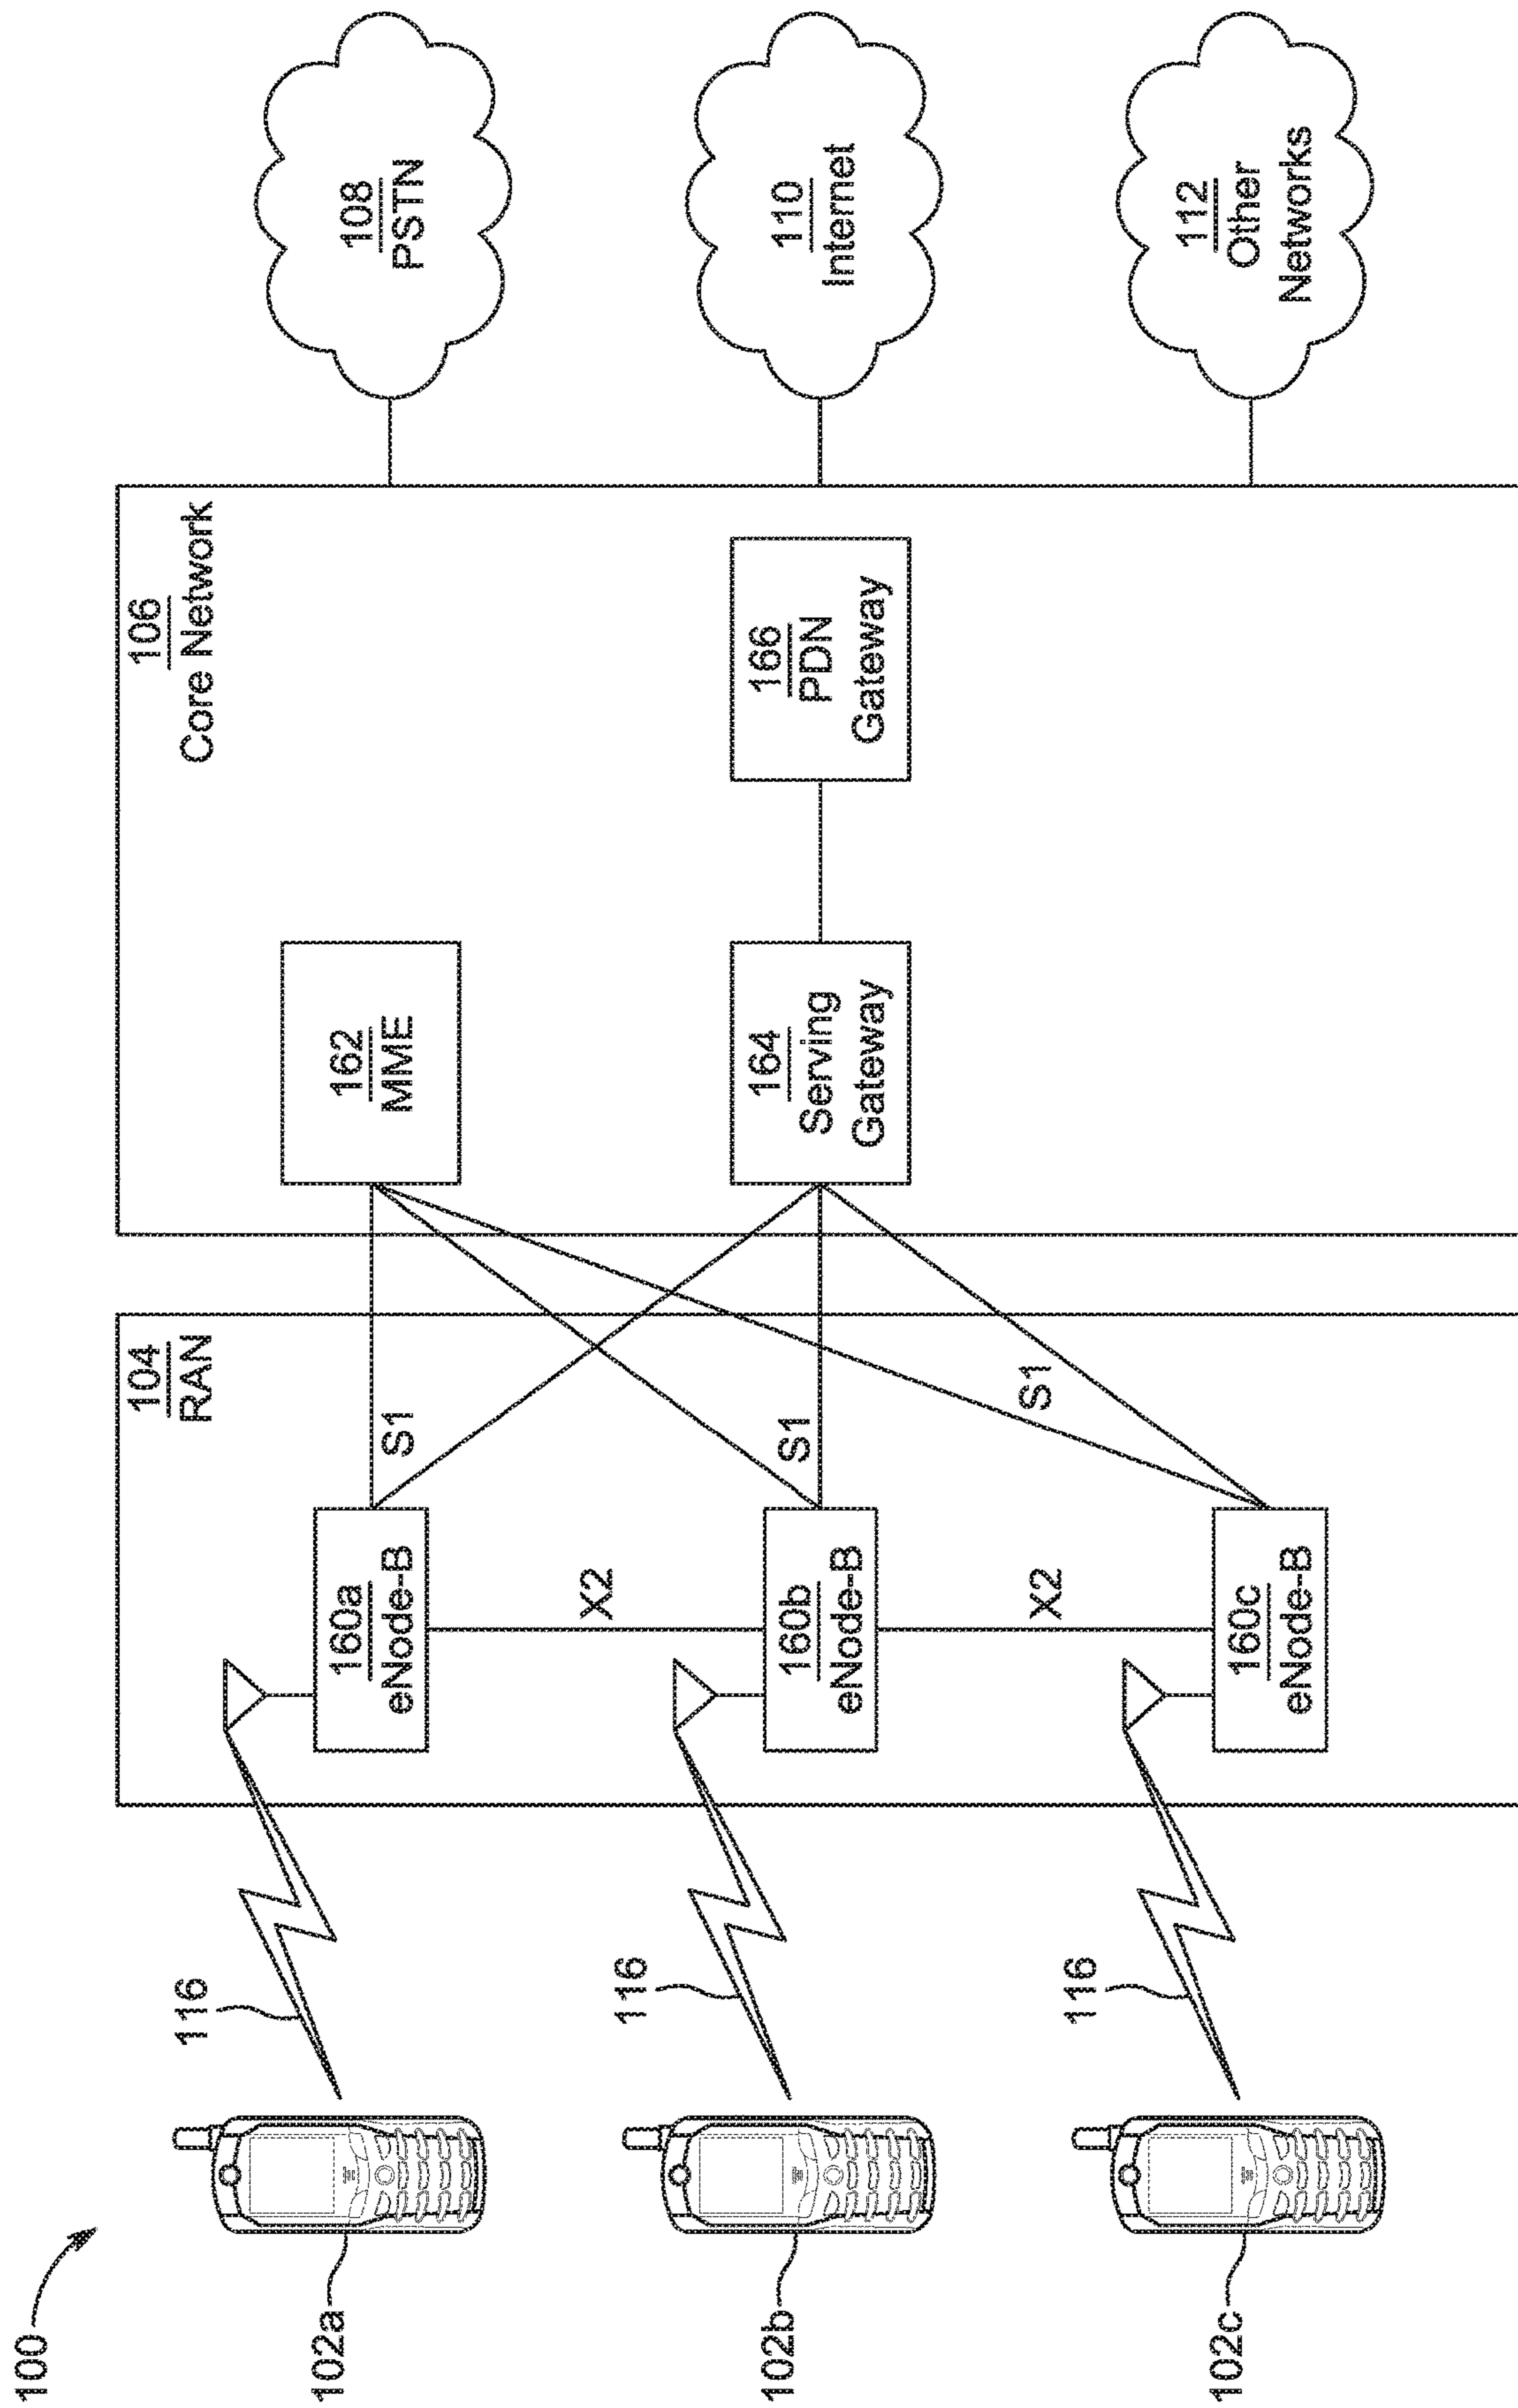 100
102a
102b
102c
116
116
116
104
RAN
160a
eNode-B
160b
eNode-B
160c
eNode-B
X2
X2
S1
S1
S1
106
Core Network
162
MME
164
Serving
Gateway
166
PDN
Gateway
108
PSTN
110
Internet
112
Other
Networks